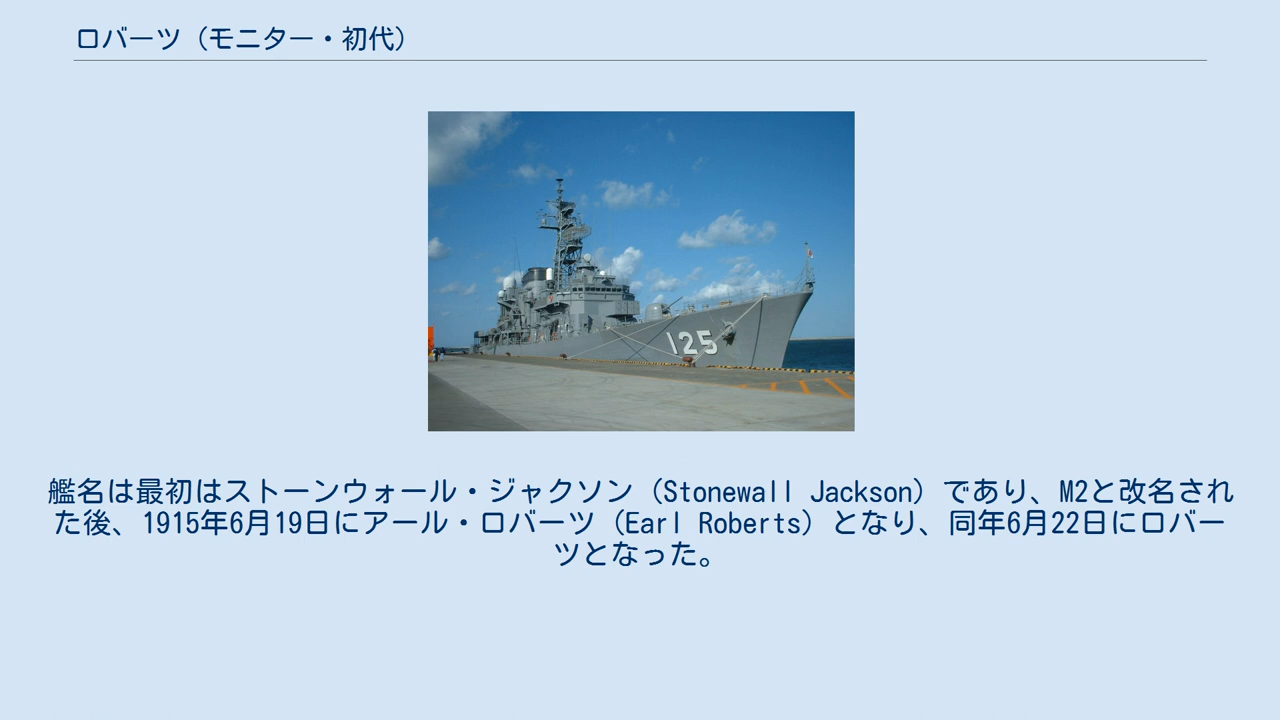 ロバーツ（モニター・初代）
125
艦名は最初はストーンウォール・ジャクソン（Stonewall Jackson）であり、M2と改名され
た後、1915年6月19日にアール・ロバーツ（Earl Roberts）となり、同年6月22日にロバー
ツとなった。